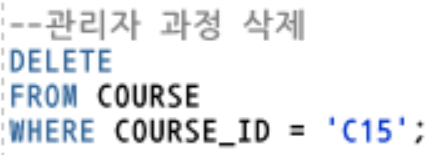 --관리자 과정 삭제
DELETE
FROM COURSE
WHERE COURSE_ID = 'C15';